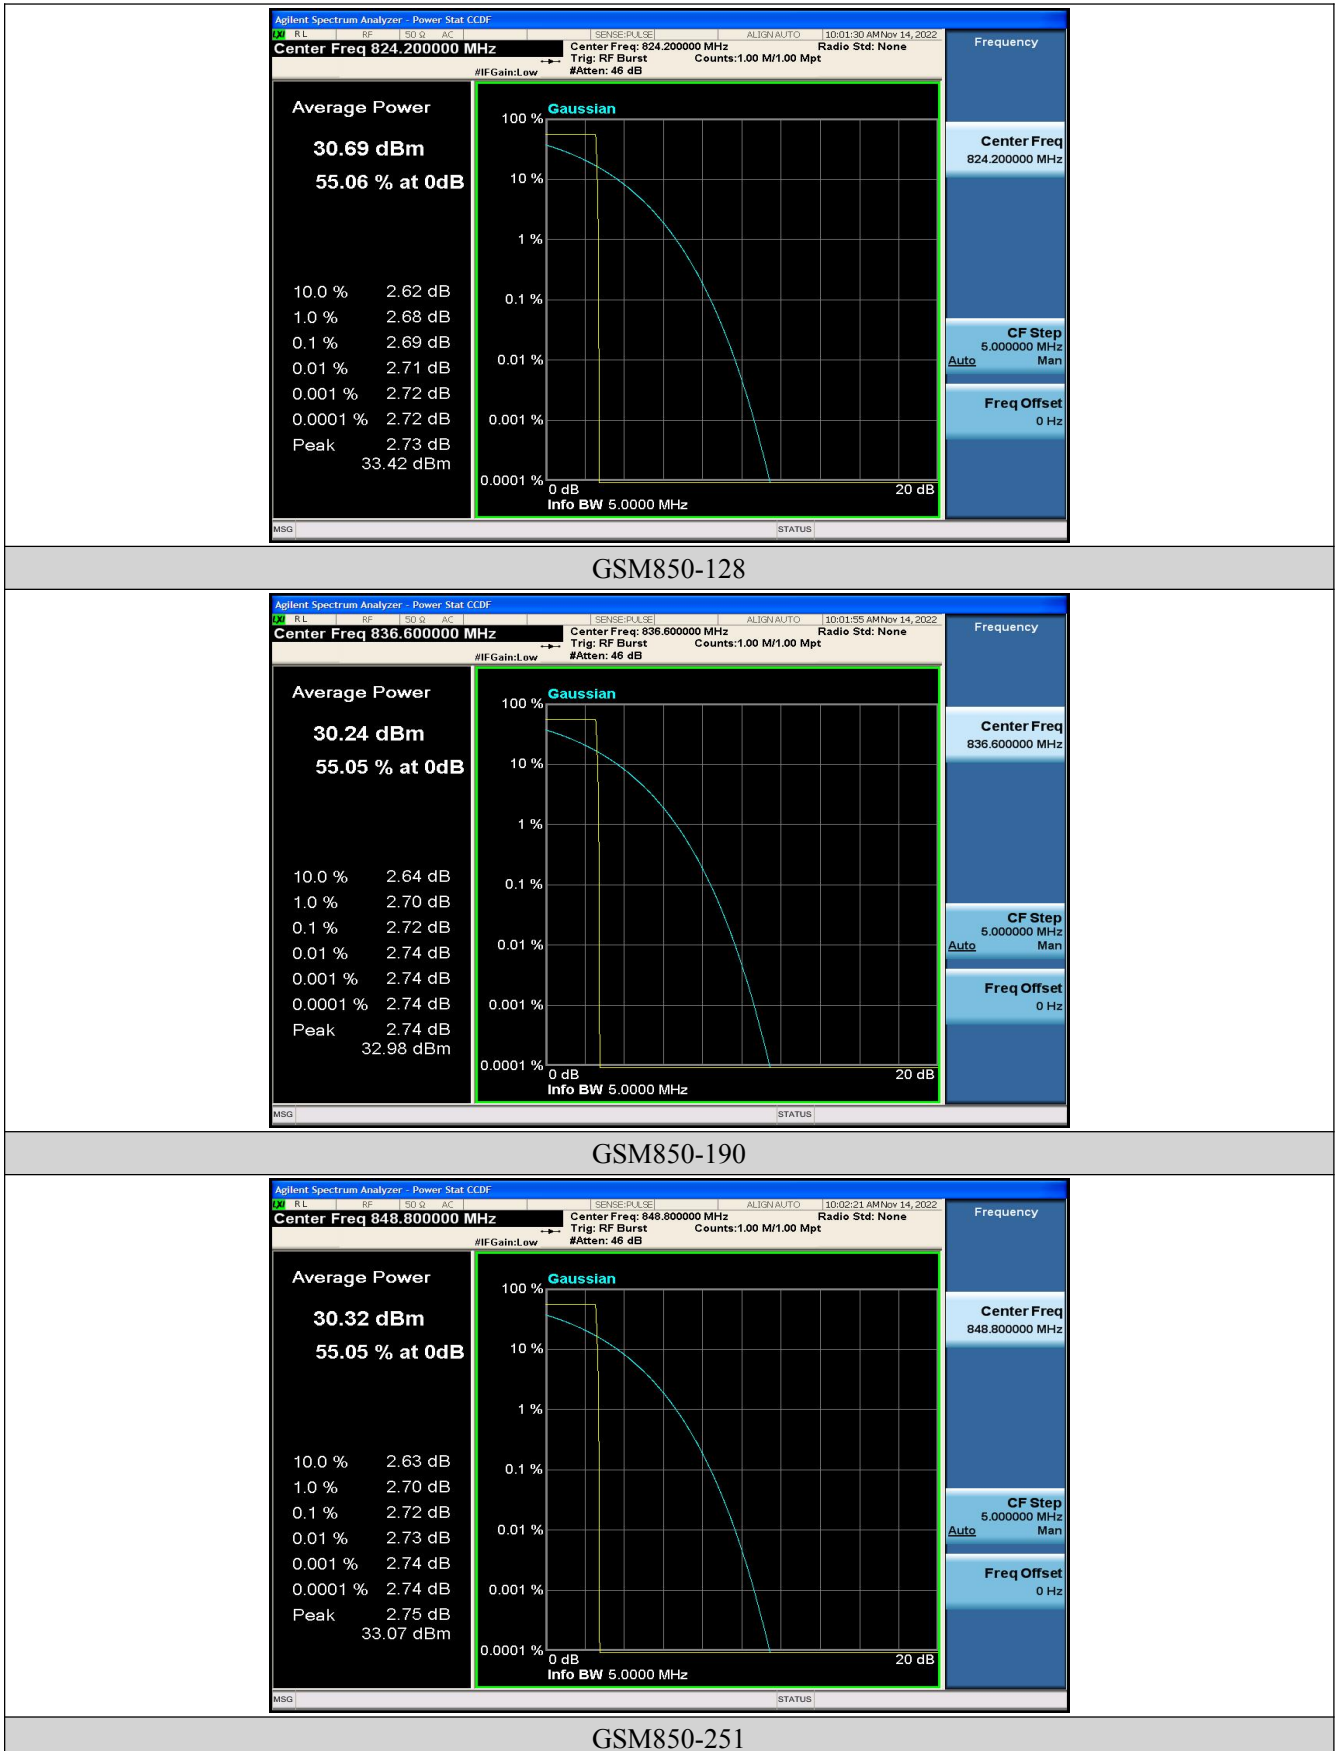 Agilent Spectrum Analyzer - Power Stat CCDF
LXI RL RF 50 Ω AC SENSE:PULSE ALIGN AUTO 10:01:30 AM Nov 14, 2022
Center Freq 824.200000 MHz
Center Freq: 824.200000 MHz Radio Std: None
Trig: RF Burst Counts:1.00 M/1.00 Mpt
#IFGain:Low #Atten: 46 dB
Frequency
Average Power
30.69 dBm
55.06 % at 0dB
10.0 % 2.62 dB
1.0 % 2.68 dB
0.1 % 2.69 dB
0.01 % 2.71 dB
0.001 % 2.72 dB
0.0001 % 2.72 dB
Peak 2.73 dB
33.42 dBm
Gaussian
100 %
10 %
1 %
0.1 %
0.01 %
0.001 %
0.0001 %
0 dB 20 dB
Info BW 5.0000 MHz
Center Freq
824.200000 MHz
CF Step
5.000000 MHz
Auto Man
Freq Offset
0 Hz
MSG STATUS
GSM850-128
Agilent Spectrum Analyzer - Power Stat CCDF
LXI RL RF 50 Ω AC SENSE:PULSE ALIGN AUTO 10:01:55 AM Nov 14, 2022
Center Freq 836.600000 MHz
Center Freq: 836.600000 MHz Radio Std: None
Trig: RF Burst Counts:1.00 M/1.00 Mpt
#IFGain:Low #Atten: 46 dB
Frequency
Average Power
30.24 dBm
55.05 % at 0dB
10.0 % 2.64 dB
1.0 % 2.70 dB
0.1 % 2.72 dB
0.01 % 2.74 dB
0.001 % 2.74 dB
0.0001 % 2.74 dB
Peak 2.74 dB
32.98 dBm
Gaussian
100 %
10 %
1 %
0.1 %
0.01 %
0.001 %
0.0001 %
0 dB 20 dB
Info BW 5.0000 MHz
Center Freq
836.600000 MHz
CF Step
5.000000 MHz
Auto Man
Freq Offset
0 Hz
MSG STATUS
GSM850-190
Agilent Spectrum Analyzer - Power Stat CCDF
LXI RL RF 50 Ω AC SENSE:PULSE ALIGN AUTO 10:02:21 AM Nov 14, 2022
Center Freq 848.800000 MHz
Center Freq: 848.800000 MHz Radio Std: None
Trig: RF Burst Counts:1.00 M/1.00 Mpt
#IFGain:Low #Atten: 46 dB
Frequency
Average Power
30.32 dBm
55.05 % at 0dB
10.0 % 2.63 dB
1.0 % 2.70 dB
0.1 % 2.72 dB
0.01 % 2.73 dB
0.001 % 2.74 dB
0.0001 % 2.74 dB
Peak 2.75 dB
33.07 dBm
Gaussian
100 %
10 %
1 %
0.1 %
0.01 %
0.001 %
0.0001 %
0 dB 20 dB
Info BW 5.0000 MHz
Center Freq
848.800000 MHz
CF Step
5.000000 MHz
Auto Man
Freq Offset
0 Hz
MSG STATUS
GSM850-251